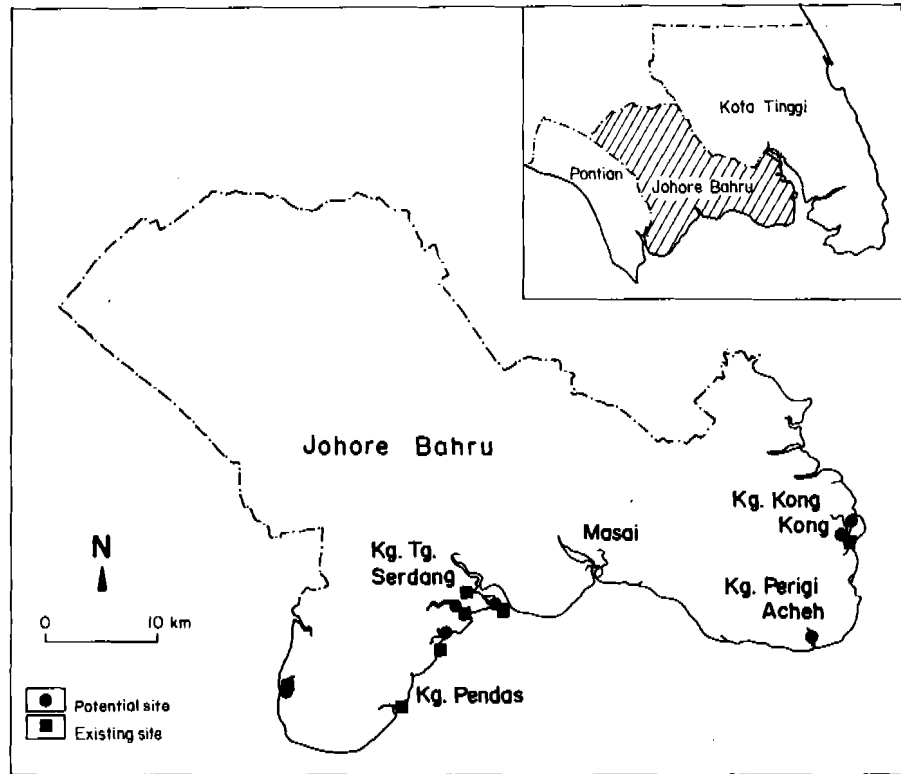 Kota Tinggi
Pontian
Johore Bahru
Johore Bahru
Kg. Kong
Kong
Masai
Kg. Tg.
Serdang
N
Kg. Perigi
Acheh
0 10 km
Kg. Pendas
Potential site
Existing site